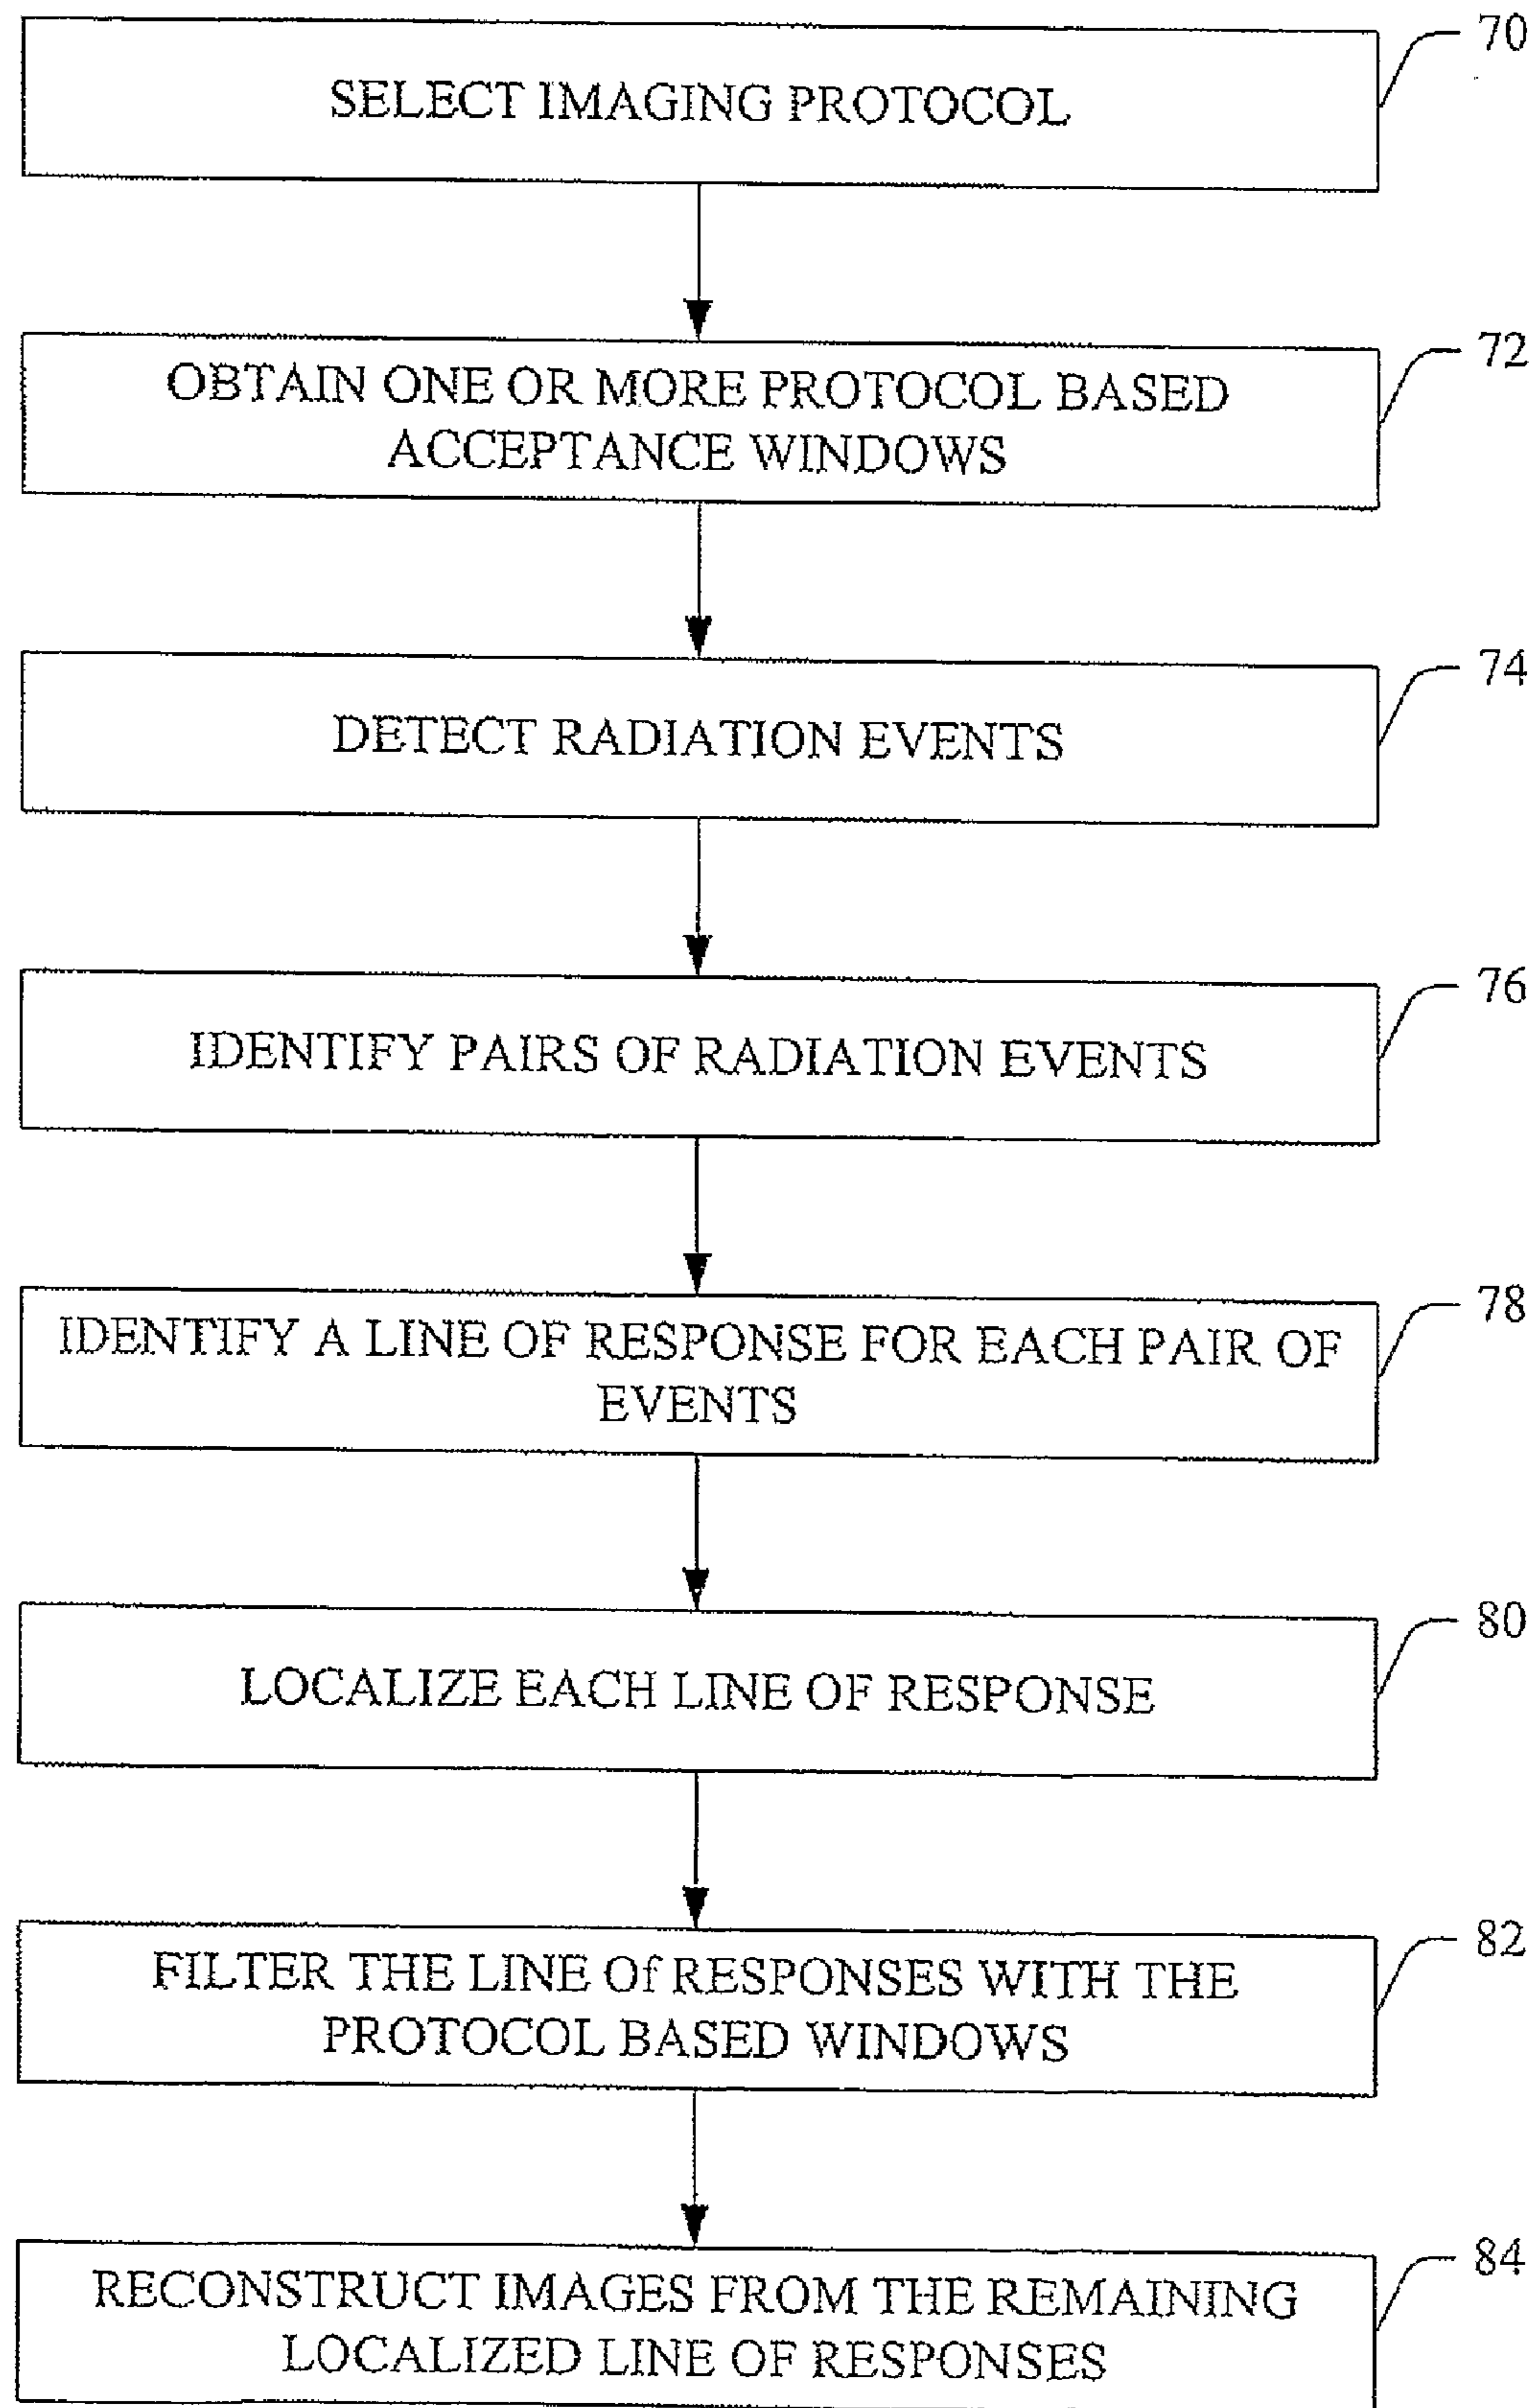 70
SELECT IMAGING PROTOCOL
72
OBTAIN ONE OR MORE PROTOCOL BASED
ACCEPTANCE WINDOWS
74
DETECT RADIATION EVENTS
76
IDENTIFY PAIRS OF RADIATION EVENTS
78
IDENTIFY A LINE OF RESPONSE FOR EACH PAIR OF
EVENTS
80
LOCALIZE EACH LINE OF RESPONSE
82
FILTER THE LINE Of RESPONSES WITH THE
PROTOCOL BASED WINDOWS
84
RECONSTRUCT IMAGES FROM THE REMAINING
LOCALIZED LINE OF RESPONSES